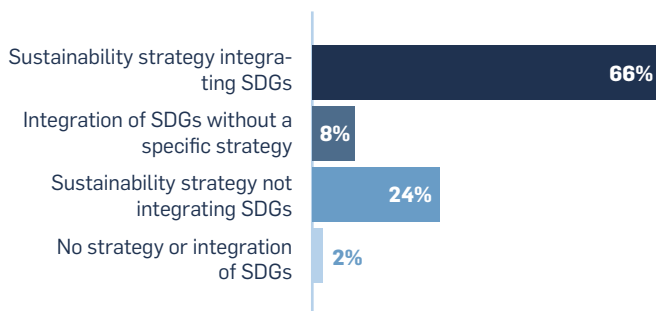 Sustainability strategy integra-
ting SDGs
66%
Integration of SDGs without a
specific strategy
8%
Sustainability strategy not
integrating SDGs
24%
No strategy or integration
of SDGs
2%